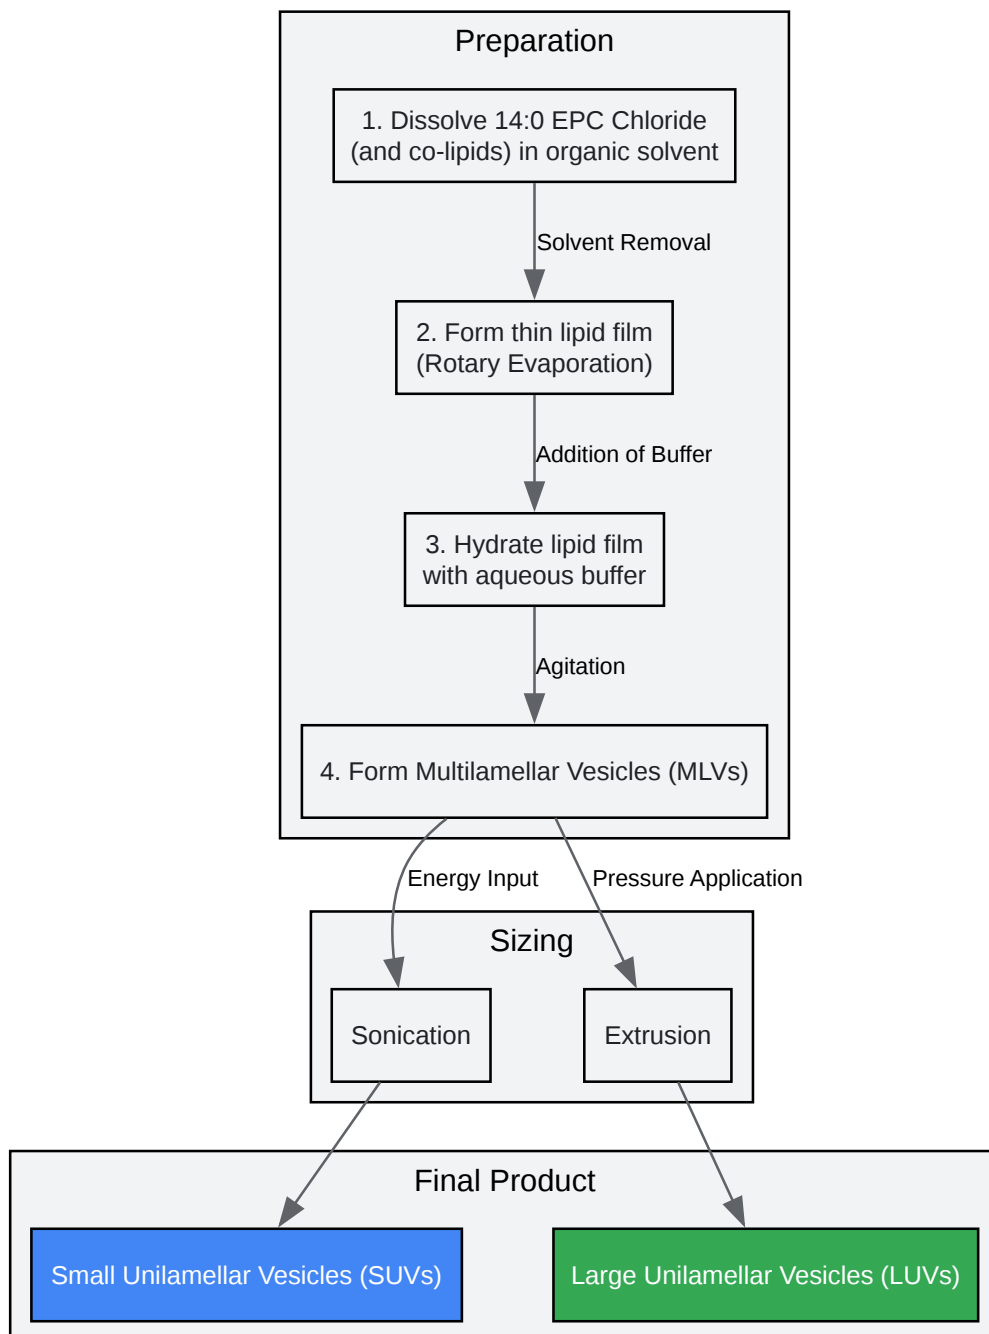 Preparation
1. Dissolve 14:0 EPC Chloride
(and co-lipids) in organic solvent
Solvent Removal
2. Form thin lipid film
(Rotary Evaporation)
Addition of Buffer
3. Hydrate lipid film
with aqueous buffer
Agitation
4. Form Multilamellar Vesicles (MLVs)
Energy Input
Pressure Application
Sizing
Sonication
Extrusion
Final Product
Small Unilamellar Vesicles (SUVs)
Large Unilamellar Vesicles (LUVs)